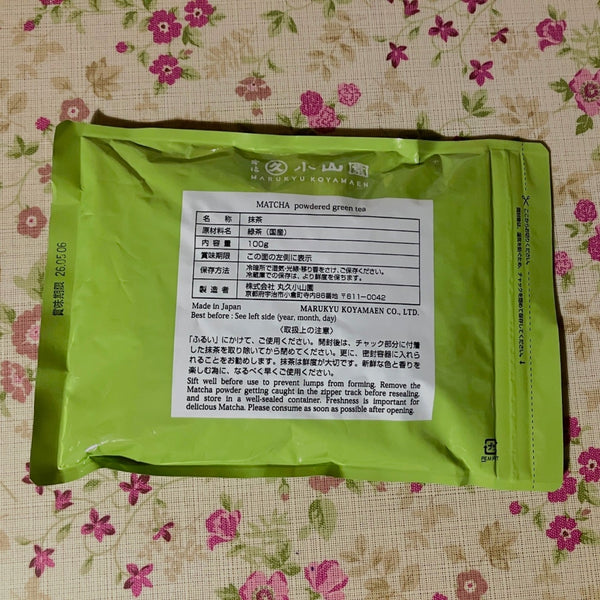 宇治 久 小山園
MARUKYU KOYAMAEN
MATCHA powdered green tea
名 称 抹茶
原材料名 緑茶（国産）
内 容 量 100g
賞味期限 この面の左側に表示
保存方法 冷暗所で湿気・光線・移り香をさけ、ご保存ください。
冷蔵庫での保存は、より鮮度を保ちます。
製 造 者 株式会社 丸久小山園
京都府宇治市小倉町寺内86番地 〒611-0042
Made in Japan MARUKYU KOYAMAEN CO., LTD.
Best before : See left side (year, month, day)
〈取扱上の注意〉
「ふるい」にかけて、ご使用ください。開封後は、チャック部分に付着
した抹茶を取り除いてから閉めてください。更に、密封容器に入れら
れることをお勧めします。抹茶は鮮度が大切です。新鮮な色と香りを
楽しむ為に、なるべく早くご使用ください。
Sift well before use to prevent lumps from forming. Remove the
Matcha powder getting caught in the zipper track before resealing,
and store in a well-sealed container. Freshness is important for
delicious Matcha. Please consume as soon as possible after opening.
賞味期限 26.05.06
ここから切ってください。